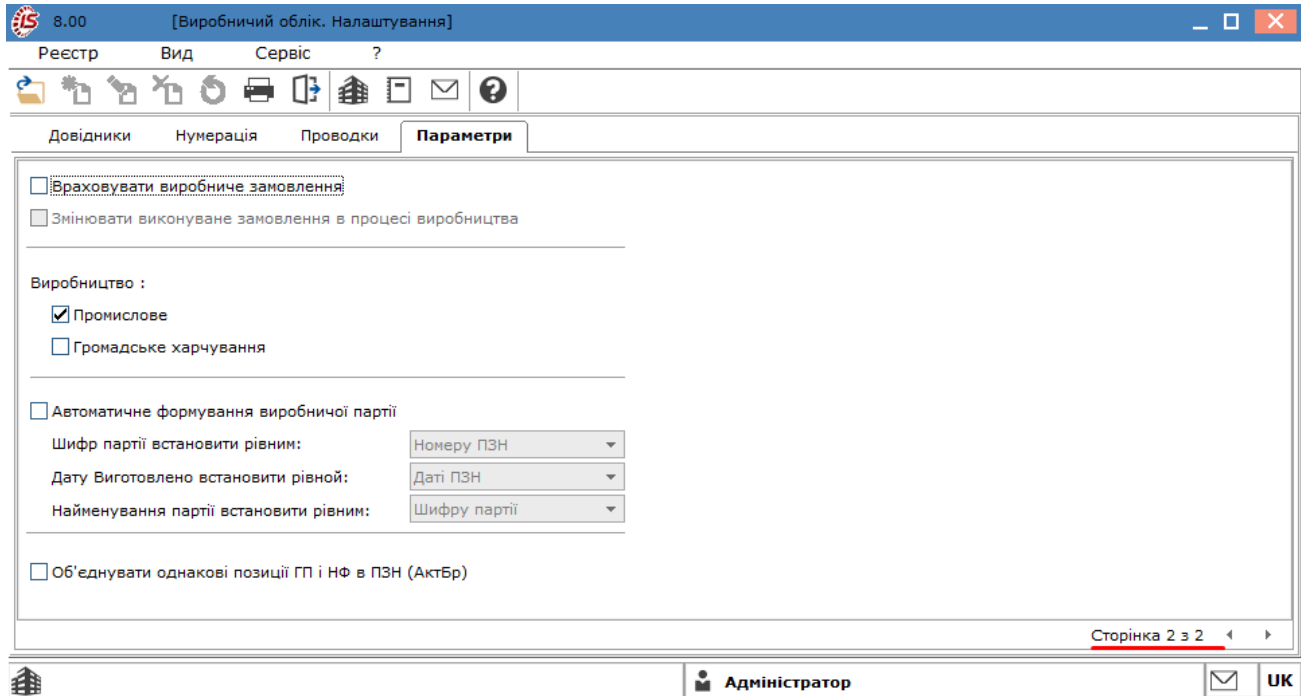 8.00 [Виробничий облік. Налаштування]
Реєстр Вид Сервіс ?
Довідники Нумерація Проводки Параметри
Враховувати виробниче замовлення
Змінювати виконуване замовлення в процесі виробництва
Виробництво :
Промислове
Громадське харчування
Автоматичне формування виробничої партії
Шифр партії встановити рівним: Номеру ПЗН
Дату Виготовлено встановити рівной: Даті ПЗН
Найменування партії встановити рівним: Шифру партії
Об'єднувати однакові позиції ГП і НФ в ПЗН (АктБр)
Сторінка 2 з 2
Адміністратор UK